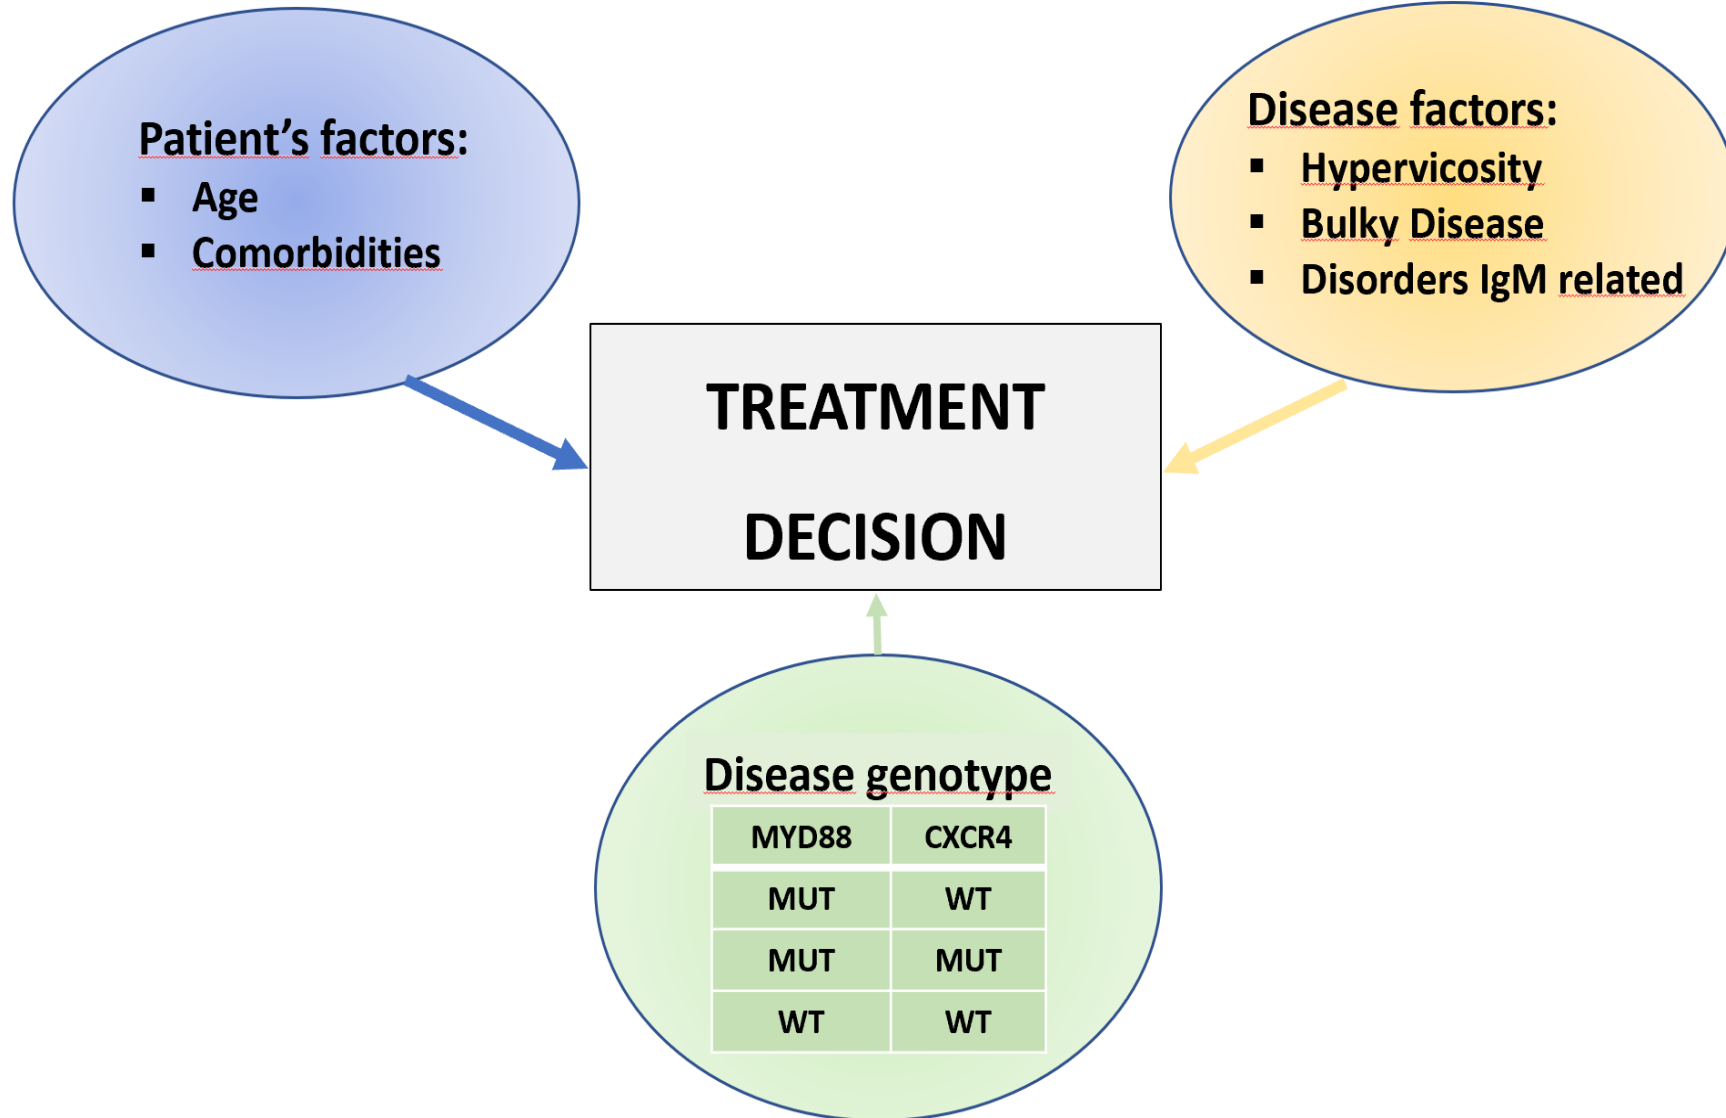 Patient's factors:
▪ Age
▪ Comorbidities
Disease factors:
▪ Hypervicosity
▪ Bulky Disease
▪ Disorders IgM related
TREATMENT
DECISION
Disease genotype
MYD88 CXCR4
MUT WT
MUT MUT
WT WT